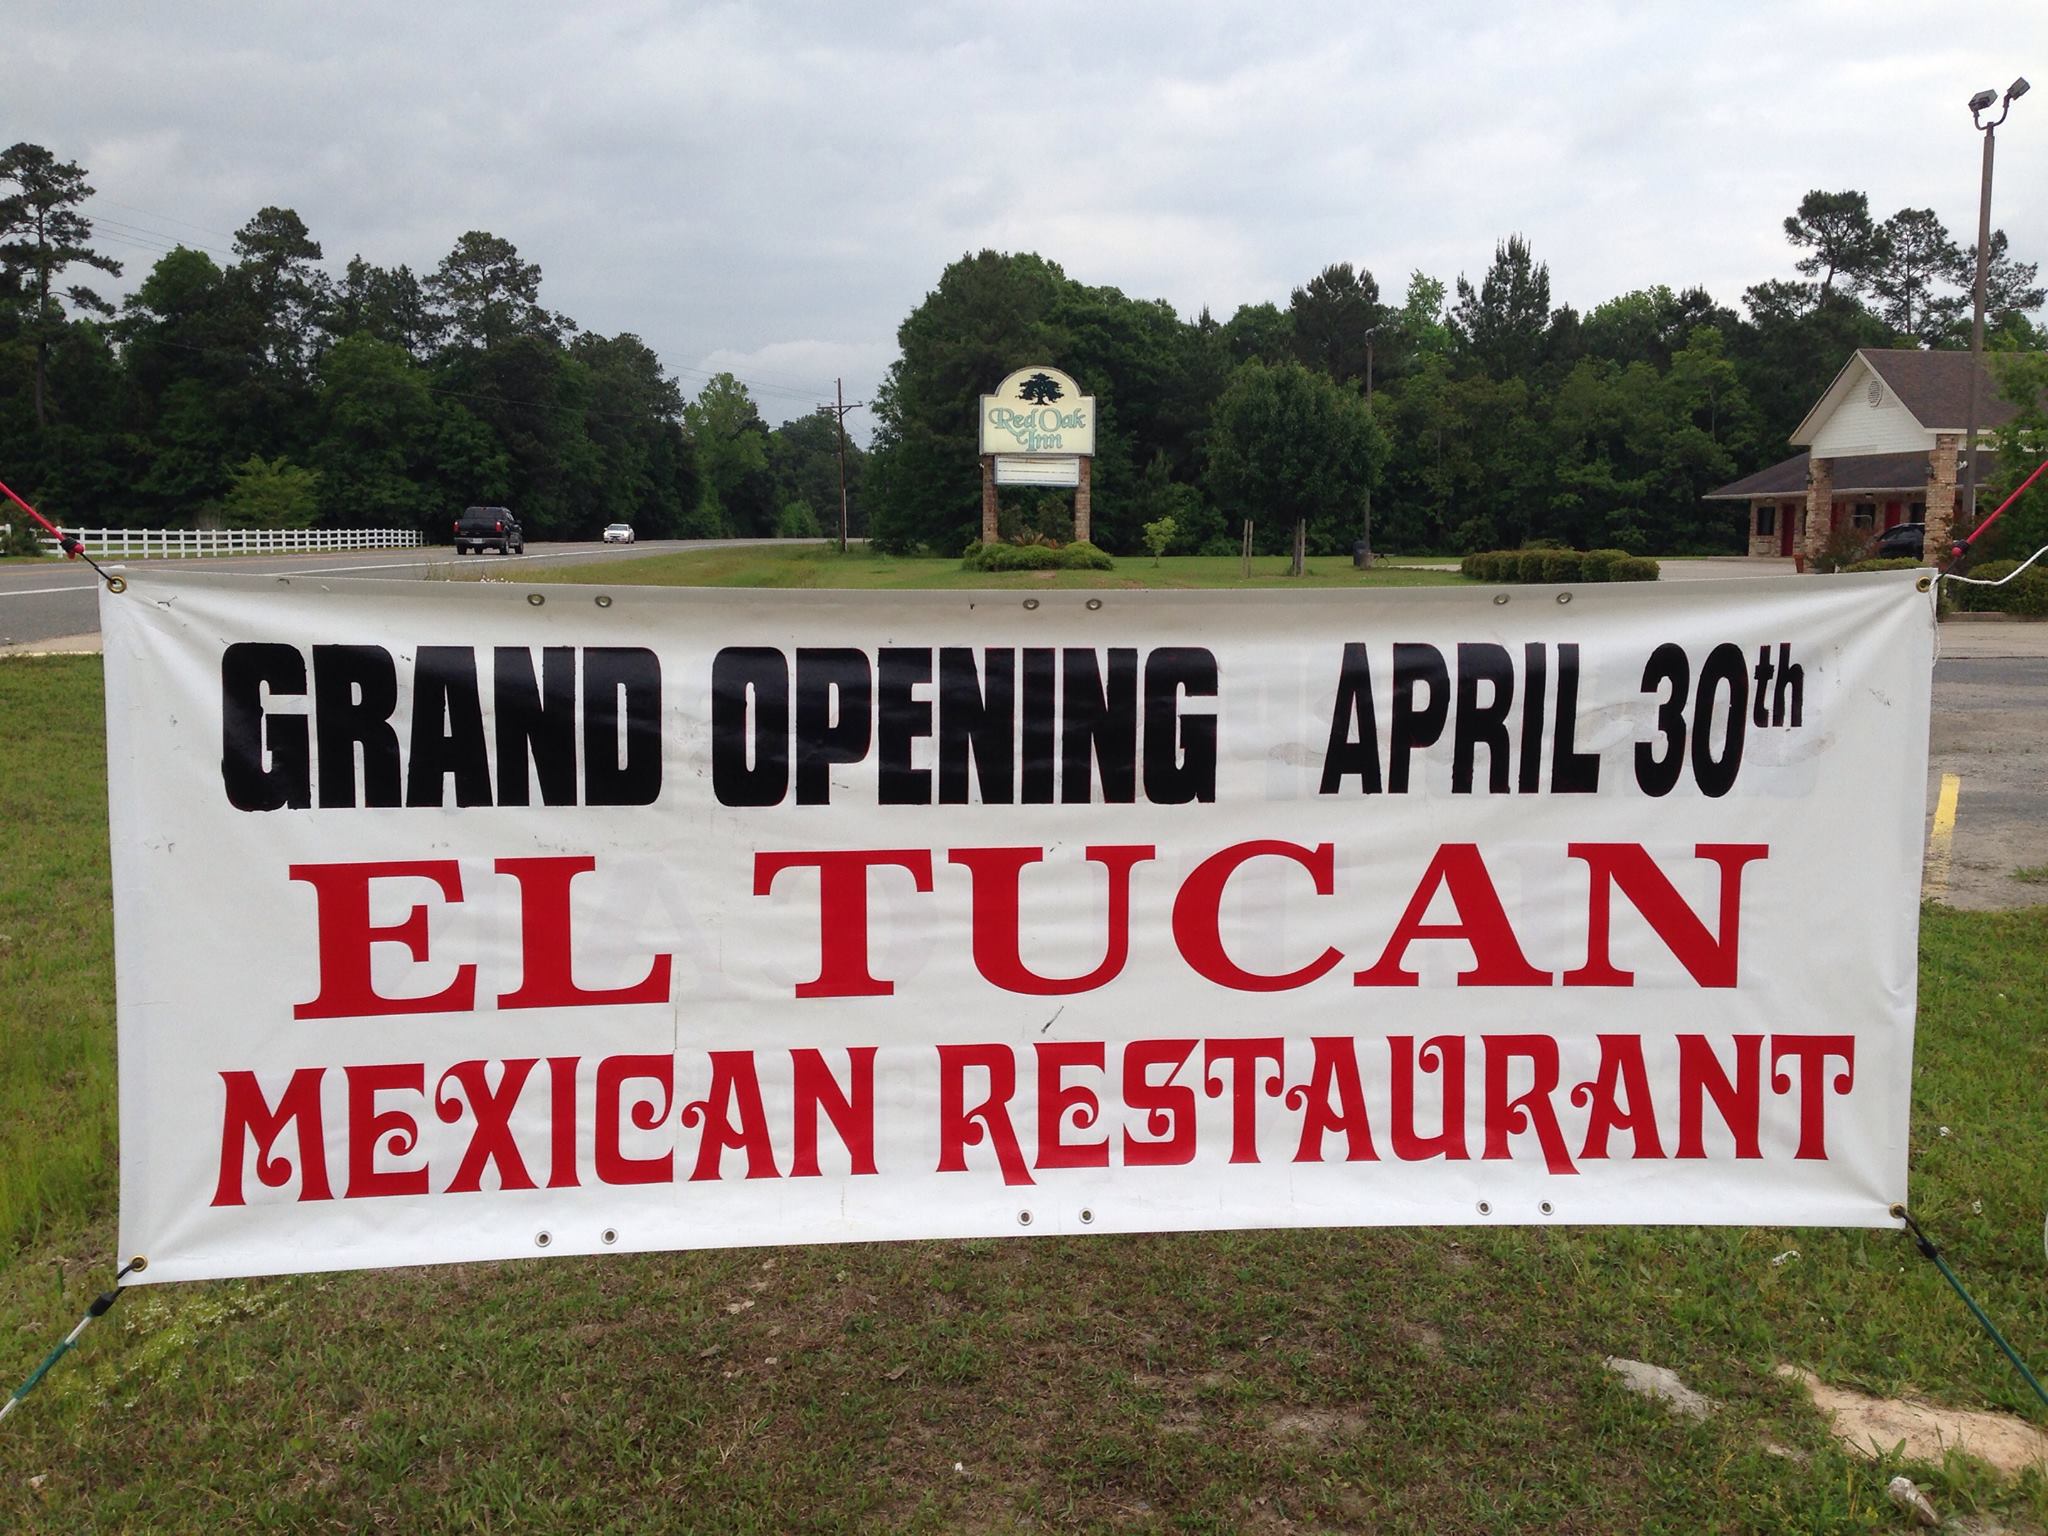 Red Oak
Inn
GRAND OPENING APRIL 30th
EL TUCAN
MEXICAN RESTAURANT